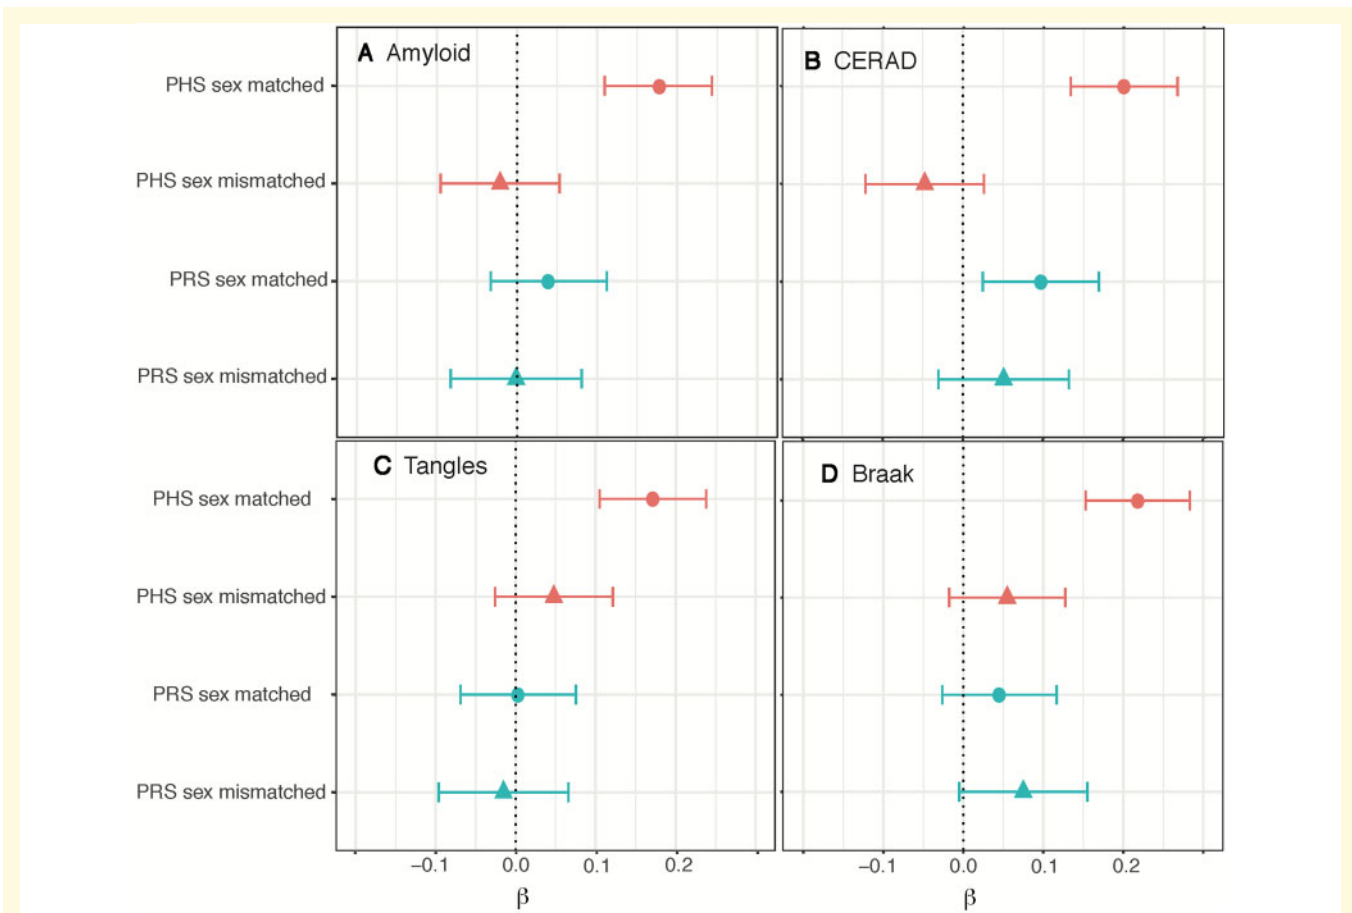 A Amyloid
B CERAD
PHS sex matched
PHS sex mismatched
PRS sex matched
PRS sex mismatched
C Tangles
D Braak
PHS sex matched
PHS sex mismatched
PRS sex matched
PRS sex mismatched
−0.1 0.0 0.1 0.2
−0.1 0.0 0.1 0.2
β
β